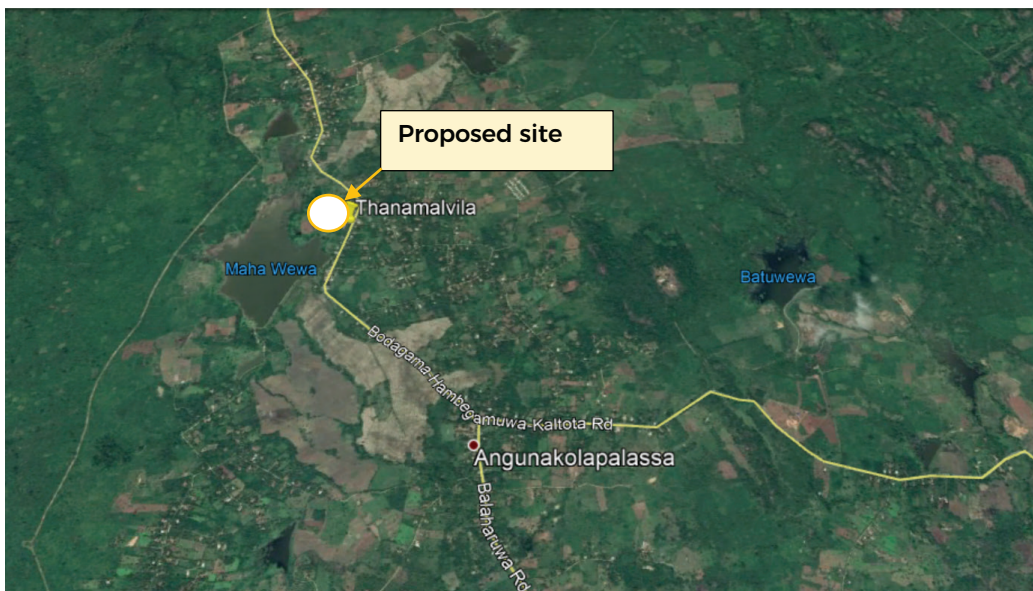 Proposed site
Thanamalvila
Maha Wewa
Batuwewa
Bodagama Hambegamuwa Kaltota Rd
Angunakolapalassa
Balaharuwa Rd